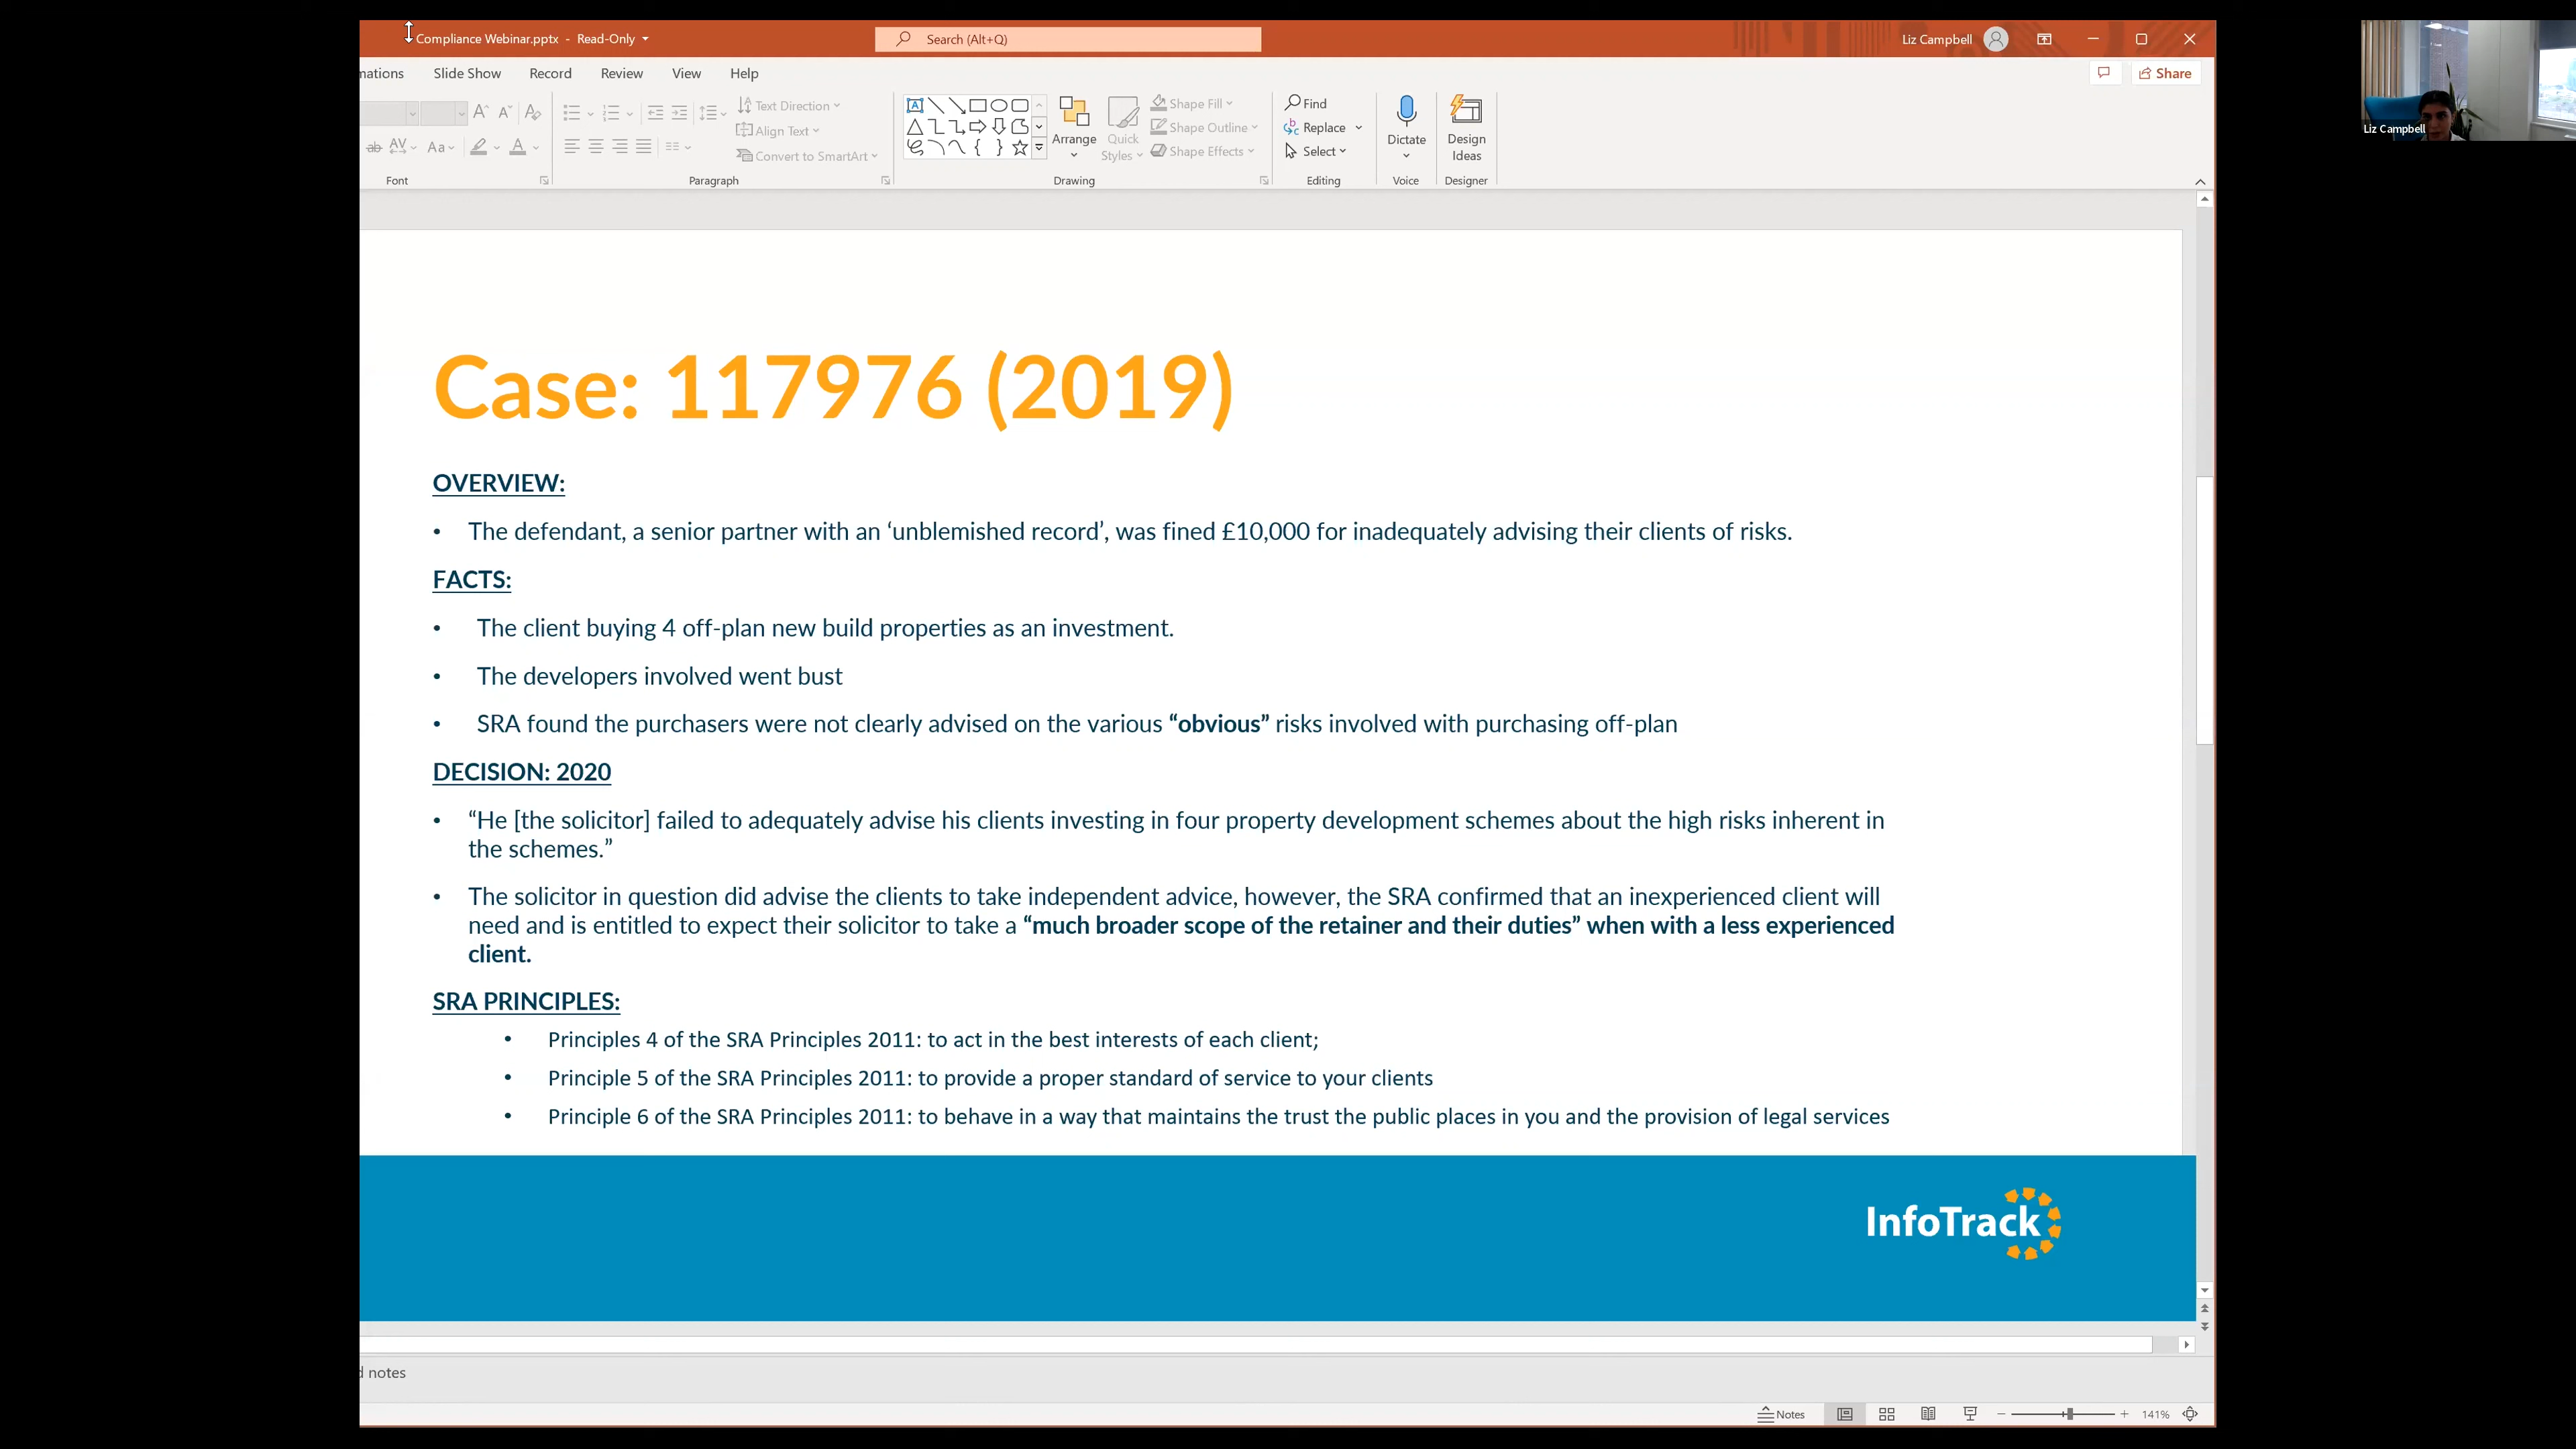 Compliance Webinar.pptx - Read-Only
Search (Alt+Q)
Liz Campbell
nations Slide Show Record Review View Help
Share
Text Direction
Shape Fill
Find
Align Text
Shape Outline
Replace
Arrange
Quick
Styles
Dictate
Design
Ideas
ab AV Aa A
Convert to SmartArt
Shape Effects
Select
Font Paragraph Drawing Editing Voice Designer
Liz Campbell
Case: 117976 (2019)
OVERVIEW:
• The defendant, a senior partner with an ‘unblemished record’, was fined £10,000 for inadequately advising their clients of risks.
FACTS:
• The client buying 4 off-plan new build properties as an investment.
• The developers involved went bust
• SRA found the purchasers were not clearly advised on the various “obvious” risks involved with purchasing off-plan
DECISION: 2020
• “He [the solicitor] failed to adequately advise his clients investing in four property development schemes about the high risks inherent in
the schemes.”
• The solicitor in question did advise the clients to take independent advice, however, the SRA confirmed that an inexperienced client will
need and is entitled to expect their solicitor to take a “much broader scope of the retainer and their duties” when with a less experienced
client.
SRA PRINCIPLES:
• Principles 4 of the SRA Principles 2011: to act in the best interests of each client;
• Principle 5 of the SRA Principles 2011: to provide a proper standard of service to your clients
• Principle 6 of the SRA Principles 2011: to behave in a way that maintains the trust the public places in you and the provision of legal services
InfoTrack
d notes
Notes
141%